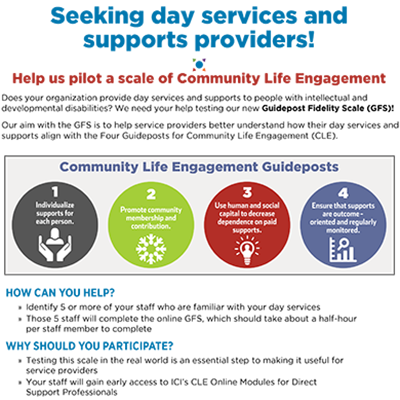 Seeking day services and
supports providers!
Help us pilot a scale of Community Life Engagement
Does your organization provide day services and supports to people with intellectual and
developmental disabilities? We need your help testing our new Guidepost Fidelity Scale (GFS)!
Our aim with the GFS is to help service providers better understand how their day services and
supports align with the Four Guideposts for Community Life Engagement (CLE).
Community Life Engagement Guideposts
1
Individualize
supports for
each person.
2
Promote community
membership and
contribution.
3
Use human and social
capital to decrease
dependence on paid
supports.
4
Ensure that supports
are outcome-
oriented and regularly
monitored.
HOW CAN YOU HELP?
» Identify 5 or more of your staff who are familiar with your day services
» Those 5 staff will complete the online GFS, which should take about a half-hour
per staff member to complete
WHY SHOULD YOU PARTICIPATE?
» Testing this scale in the real world is an essential step to making it useful for
service providers
» Your staff will gain early access to ICI's CLE Online Modules for Direct
Support Professionals